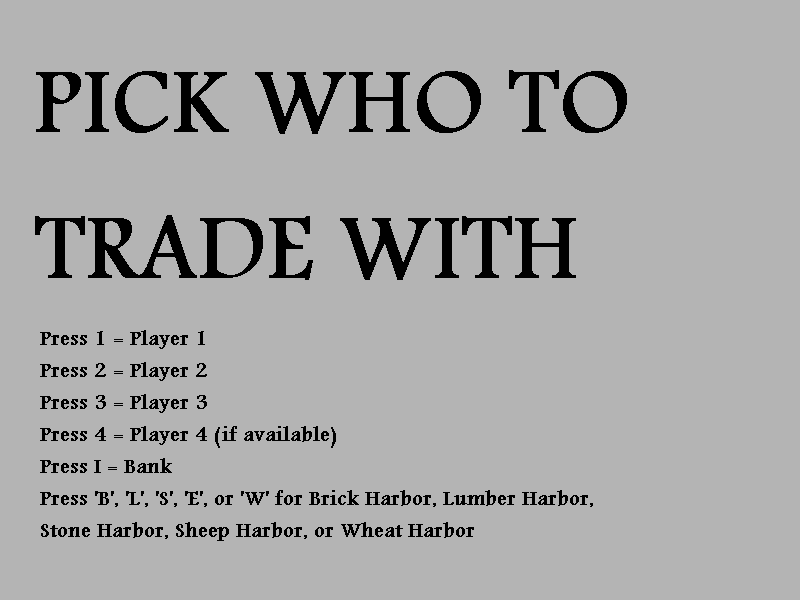 PICK WHO TO
TRADE WITH
Press 1 = Player 1
Press 2 = Player 2
Press 3 = Player 3
Press 4 = Player 4 (if available)
Press I = Bank
Press 'B', 'L', 'S', 'E', or 'W' for Brick Harbor, Lumber Harbor,
Stone Harbor, Sheep Harbor, or Wheat Harbor